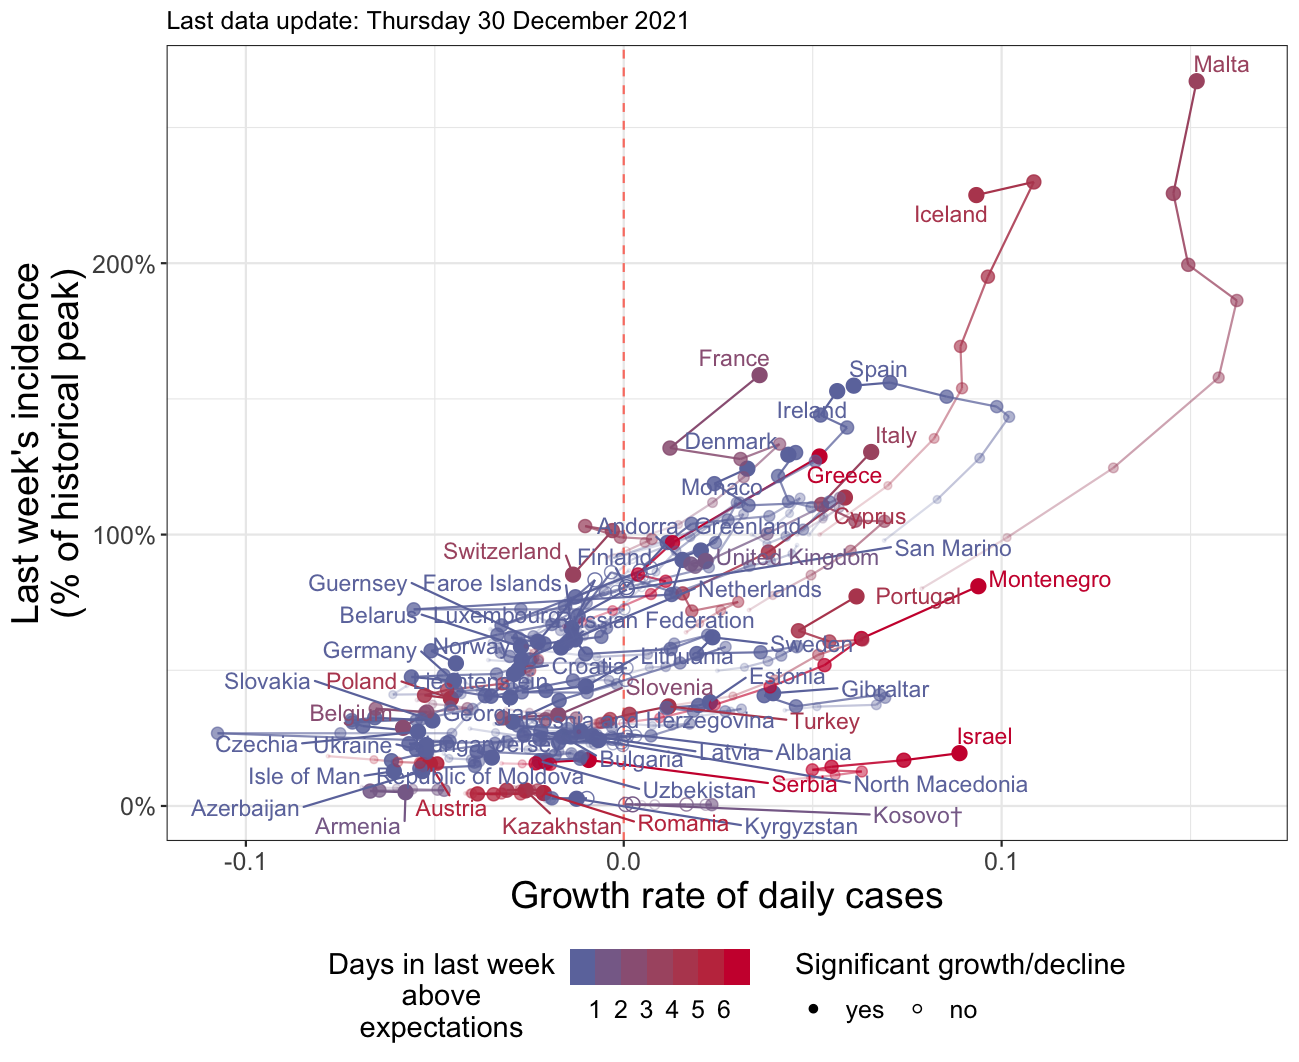 Last data update: Thursday 30 December 2021
Last week's incidence
(% of historical peak)
200%
100%
0%
Malta
Iceland
France
Spain
Ireland
Denmark
Italy
Greece
Monaco
Cyprus
Andorra
Greenland
Switzerland
Finland
United Kingdom
San Marino
Guernsey
Faroe Islands
Netherlands
Montenegro
Belarus
Luxembourg
Russian Federation
Portugal
Germany
Norway
Croatia
Lithuania
Sweden
Slovakia
Poland
Liechtenstein
Slovenia
Estonia
Gibraltar
Belgium
Georgia
Bosnia and Herzegovina
Turkey
Czechia
Ukraine
Bulgaria
Latvia
Albania
Israel
Isle of Man
Republic of Moldova
Uzbekistan
Serbia
North Macedonia
Azerbaijan
Armenia
Austria
Kazakhstan
Romania
Kyrgyzstan
Kosovo†
-0.1
0.0
0.1
Growth rate of daily cases
Days in last week
above
expectations
1 2 3 4 5 6
Significant growth/decline
yes
no